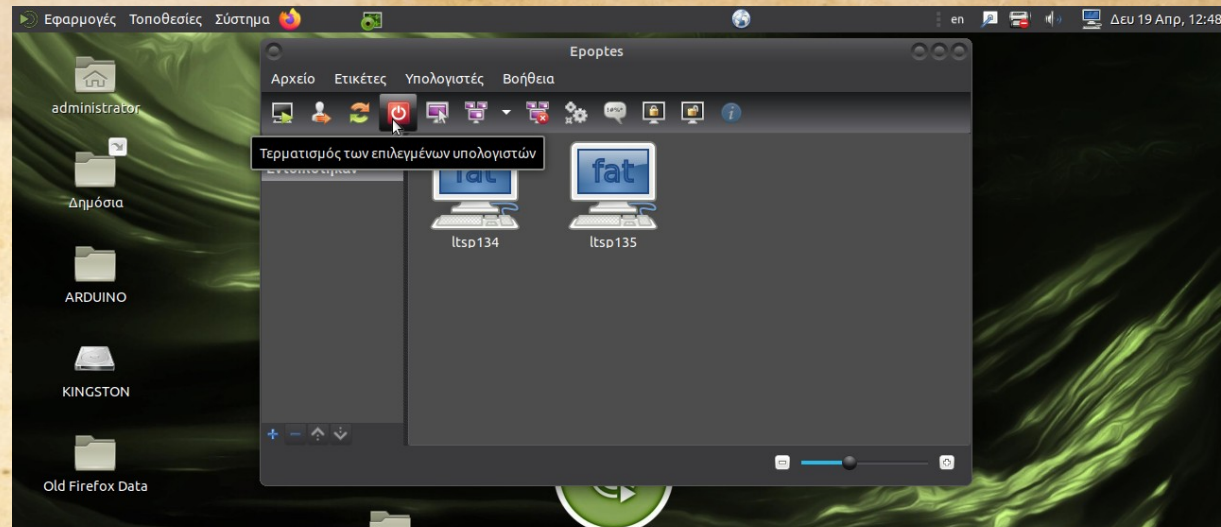 Εφαρμογές Τοποθεσίες Σύστημα
en
Δευ 19 Απρ, 12:48
Epoptes
Αρχείο Ετικέτες Υπολογιστές Βοήθεια
Τερματισμός των επιλεγμένων υπολογιστών
fat
fat
ltsp134
ltsp135
administrator
Δημόσια
ARDUINO
KINGSTON
Old Firefox Data